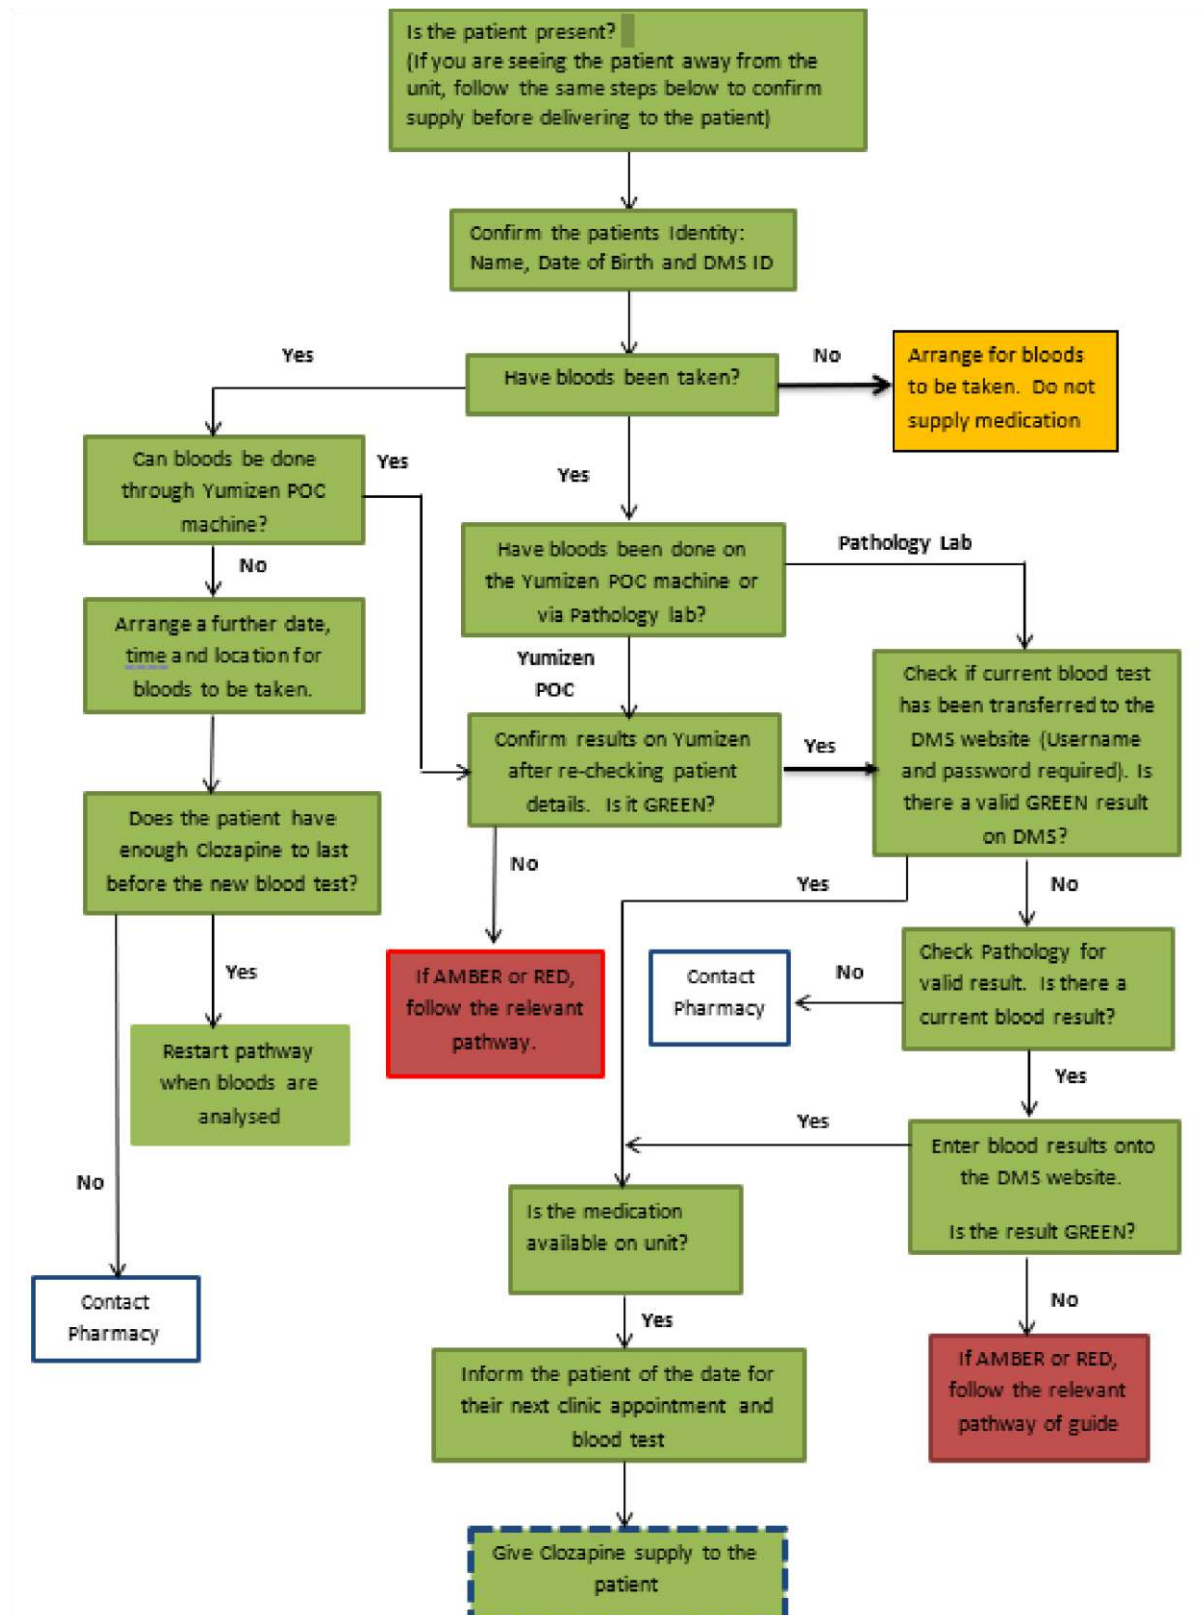 Is the patient present?
(If you are seeing the patient away from the
unit, follow the same steps below to confirm
supply before delivering to the patient)
Confirm the patients Identity:
Name, Date of Birth and DMS ID
Yes
Have bloods been taken?
No
Arrange for bloods
to be taken. Do not
supply medication
Can bloods be done
through Yumizen POC
machine?
Yes
Yes
No
Have bloods been done on
the Yumizen POC machine or
via Pathology lab?
Pathology Lab
Arrange a further date,
time and location for
bloods to be taken.
Yumizen
POC
Check if current blood test
has been transferred to the
DMS website (Username
and password required). Is
there a valid GREEN result
on DMS?
Confirm results on Yumizen
after re-checking patient
details. Is it GREEN?
Yes
Does the patient have
enough Clozapine to last
before the new blood test?
No
Yes
No
Yes
If AMBER or RED,
follow the relevant
pathway.
Contact
Pharmacy
No
Check Pathology for
valid result. Is there a
current blood result?
Restart pathway
when bloods are
analysed
Yes
Yes
Enter blood results onto
the DMS website.
Is the result GREEN?
No
Is the medication
available on unit?
Contact
Pharmacy
Yes
No
Inform the patient of the date for
their next clinic appointment and
blood test
If AMBER or RED,
follow the relevant
pathway of guide
Give Clozapine supply to the
patient